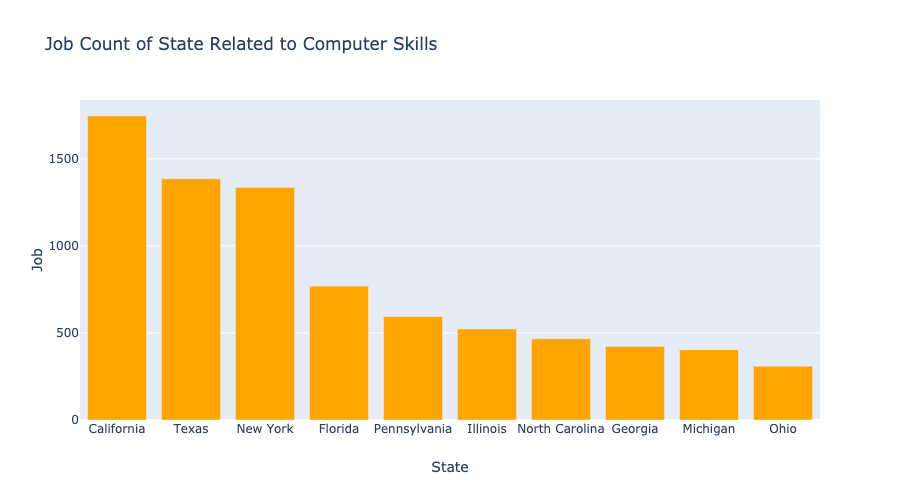 Job Count of State Related to Computer Skills
Job
1500
1000
500
0
California Texas New York Florida Pennsylvania Illinois North Carolina Georgia Michigan Ohio
State